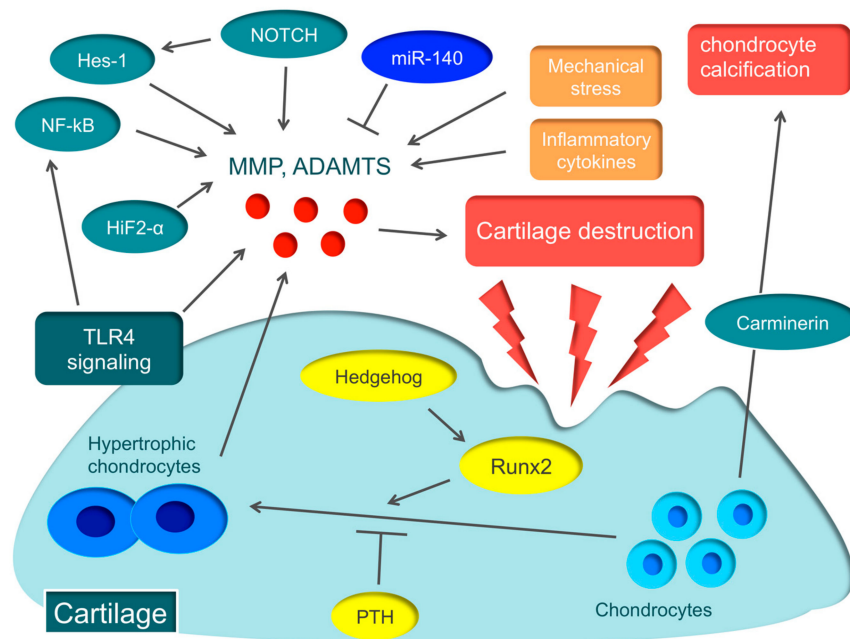 NOTCH
Hes-1
miR-140
chondrocyte
calcification
Mechanical
stress
NF-kB
Inflammatory
cytokines
MMP, ADAMTS
HiF2-α
Cartilage destruction
TLR4
signaling
Carminerin
Hedgehog
Hypertrophic
chondrocytes
Runx2
PTH
Chondrocytes
Cartilage